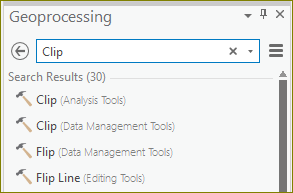 Geoprocessing
Clip
Search Results (30)
Clip (Analysis Tools)
Clip (Data Management Tools)
Flip (Data Management Tools)
Flip Line (Editing Tools)